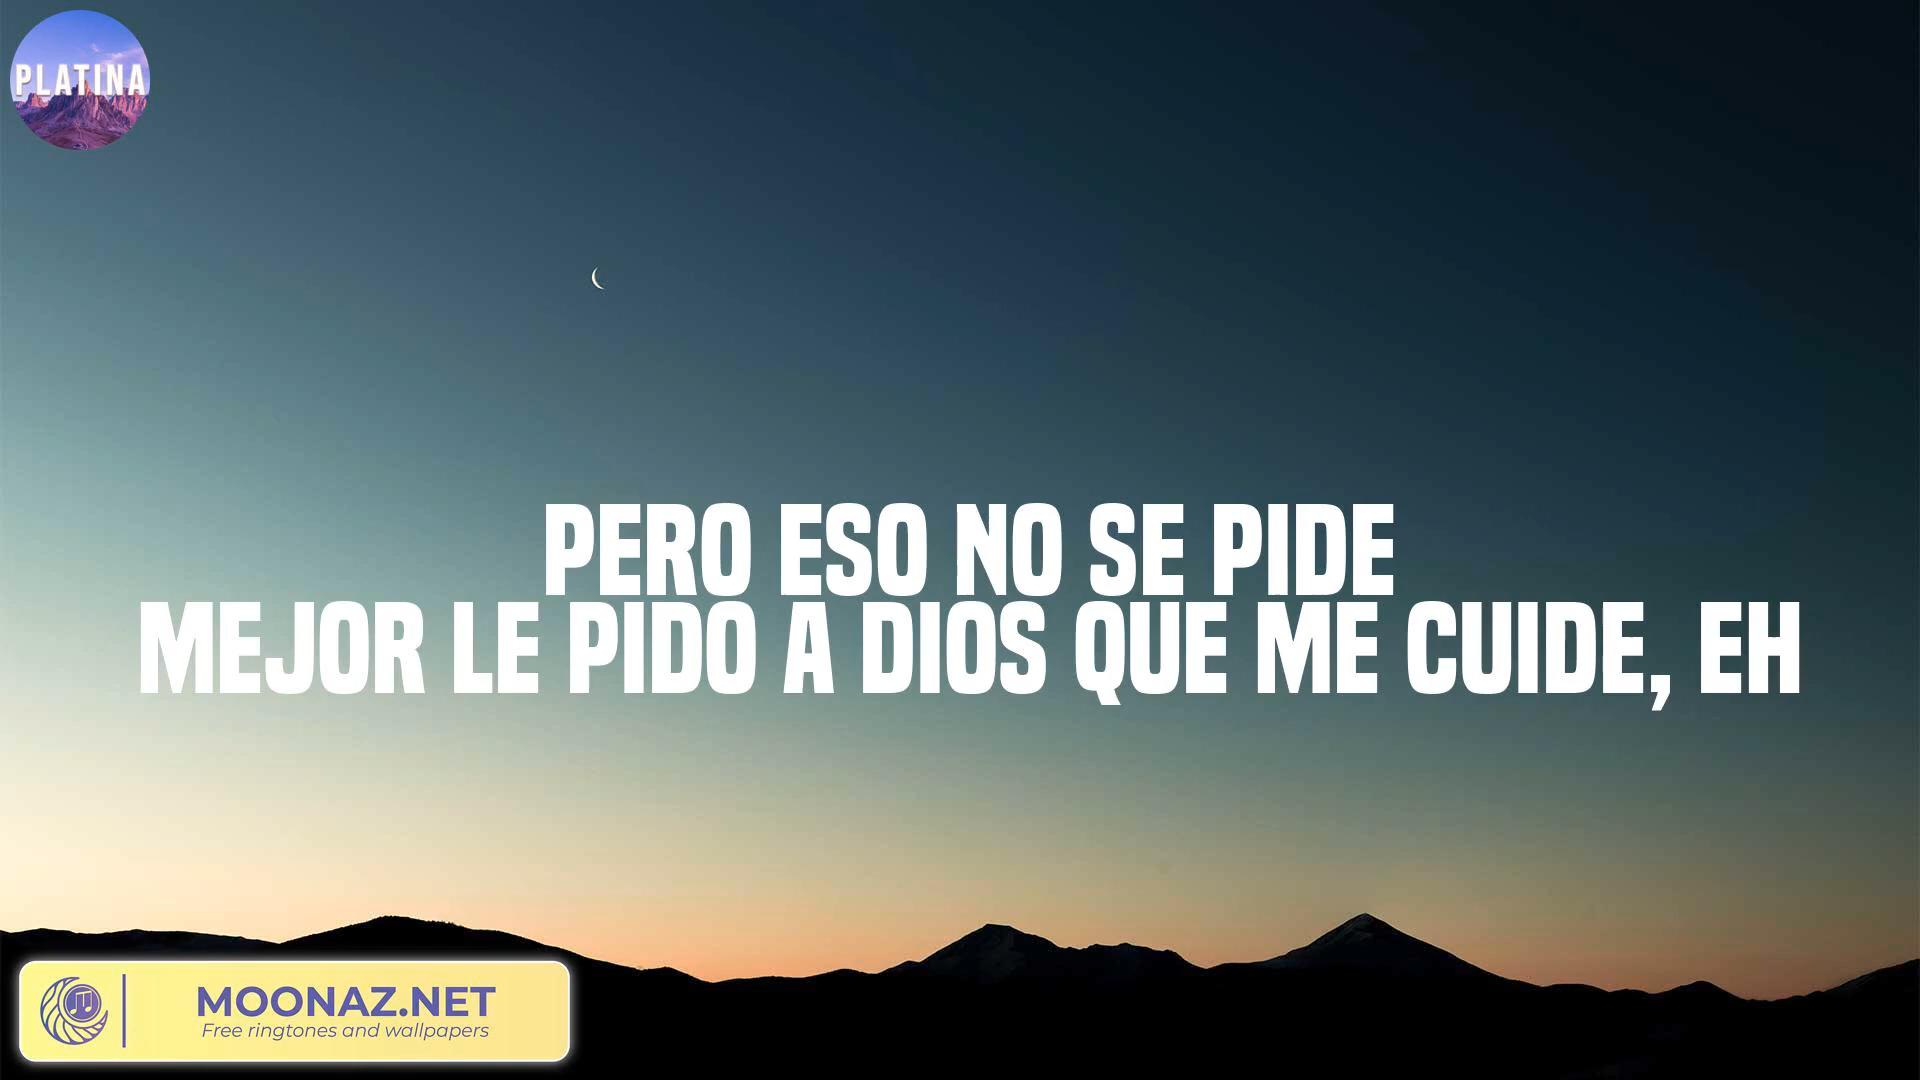 PLATINA
PERO ESO NO SE PIDE
MEJOR LE PIDO A DIOS QUE ME CUIDE, EH
MOONAZ.NET
Free ringtones and wallpapers